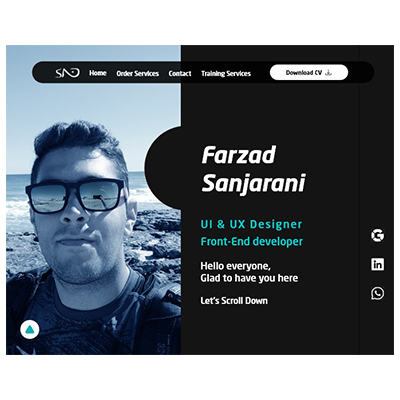 Home Order Services Contact Training Services Download CV
Farzad
Sanjarani
UI & UX Designer
Front-End developer
Hello everyone,
Glad to have you here
Let's Scroll Down